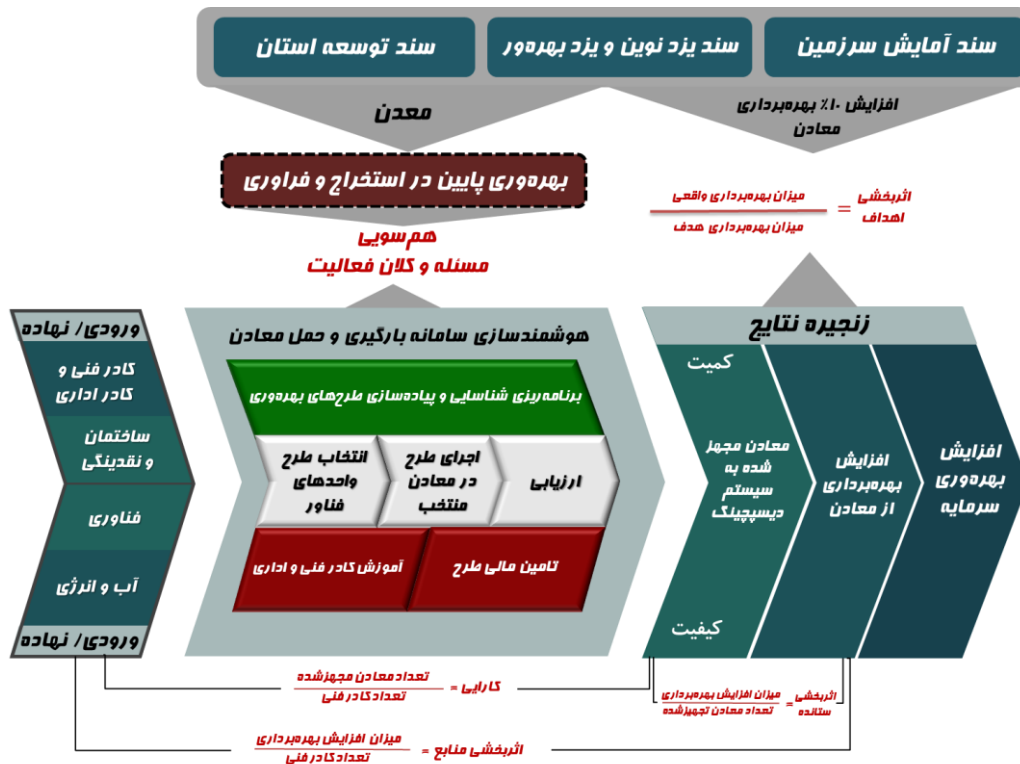 سند آمایش سرزمین
سند یزد نوین و یزد بهره‌ور
سند توسعه استان
افزایش ۱۰٪ بهره‌برداری
معادن
معدن
بهره‌وری پایین در استخراج و فراوری
هم‌سویی
مسئله و کلان فعالیت
اثربخشی
اهداف
=
میزان بهره‌برداری واقعی
میزان بهره‌برداری هدف
ورودی/ نهاده
کادر فنی و
کادر اداری
ساختمان
و نقدینگی
فناوری
آب و انرژی
ورودی/ نهاده
هوشمندسازی سامانه بارگیری و حمل معادن
برنامه‌ریزی شناسایی و پیاده‌سازی طرح‌های بهره‌وری
انتخاب طرح
واحدهای
فناور
اجرای طرح
در معادن
منتخب
ارزیابی
آموزش کادر فنی و اداری
تامین مالی طرح
زنجیره نتایج
کمیت
معادن مجهز
شده به
سیستم
دیسپچینگ
کیفیت
افزایش
بهره‌برداری
از معادن
افزایش
بهره‌وری
سرمایه
کارایی =
تعداد معادن مجهزشده
تعداد کادر فنی
اثربخشی
ستانده
=
میزان افزایش بهره‌برداری
تعداد معادن تجهیزشده
اثربخشی منابع =
میزان افزایش بهره‌برداری
تعداد کادر فنی